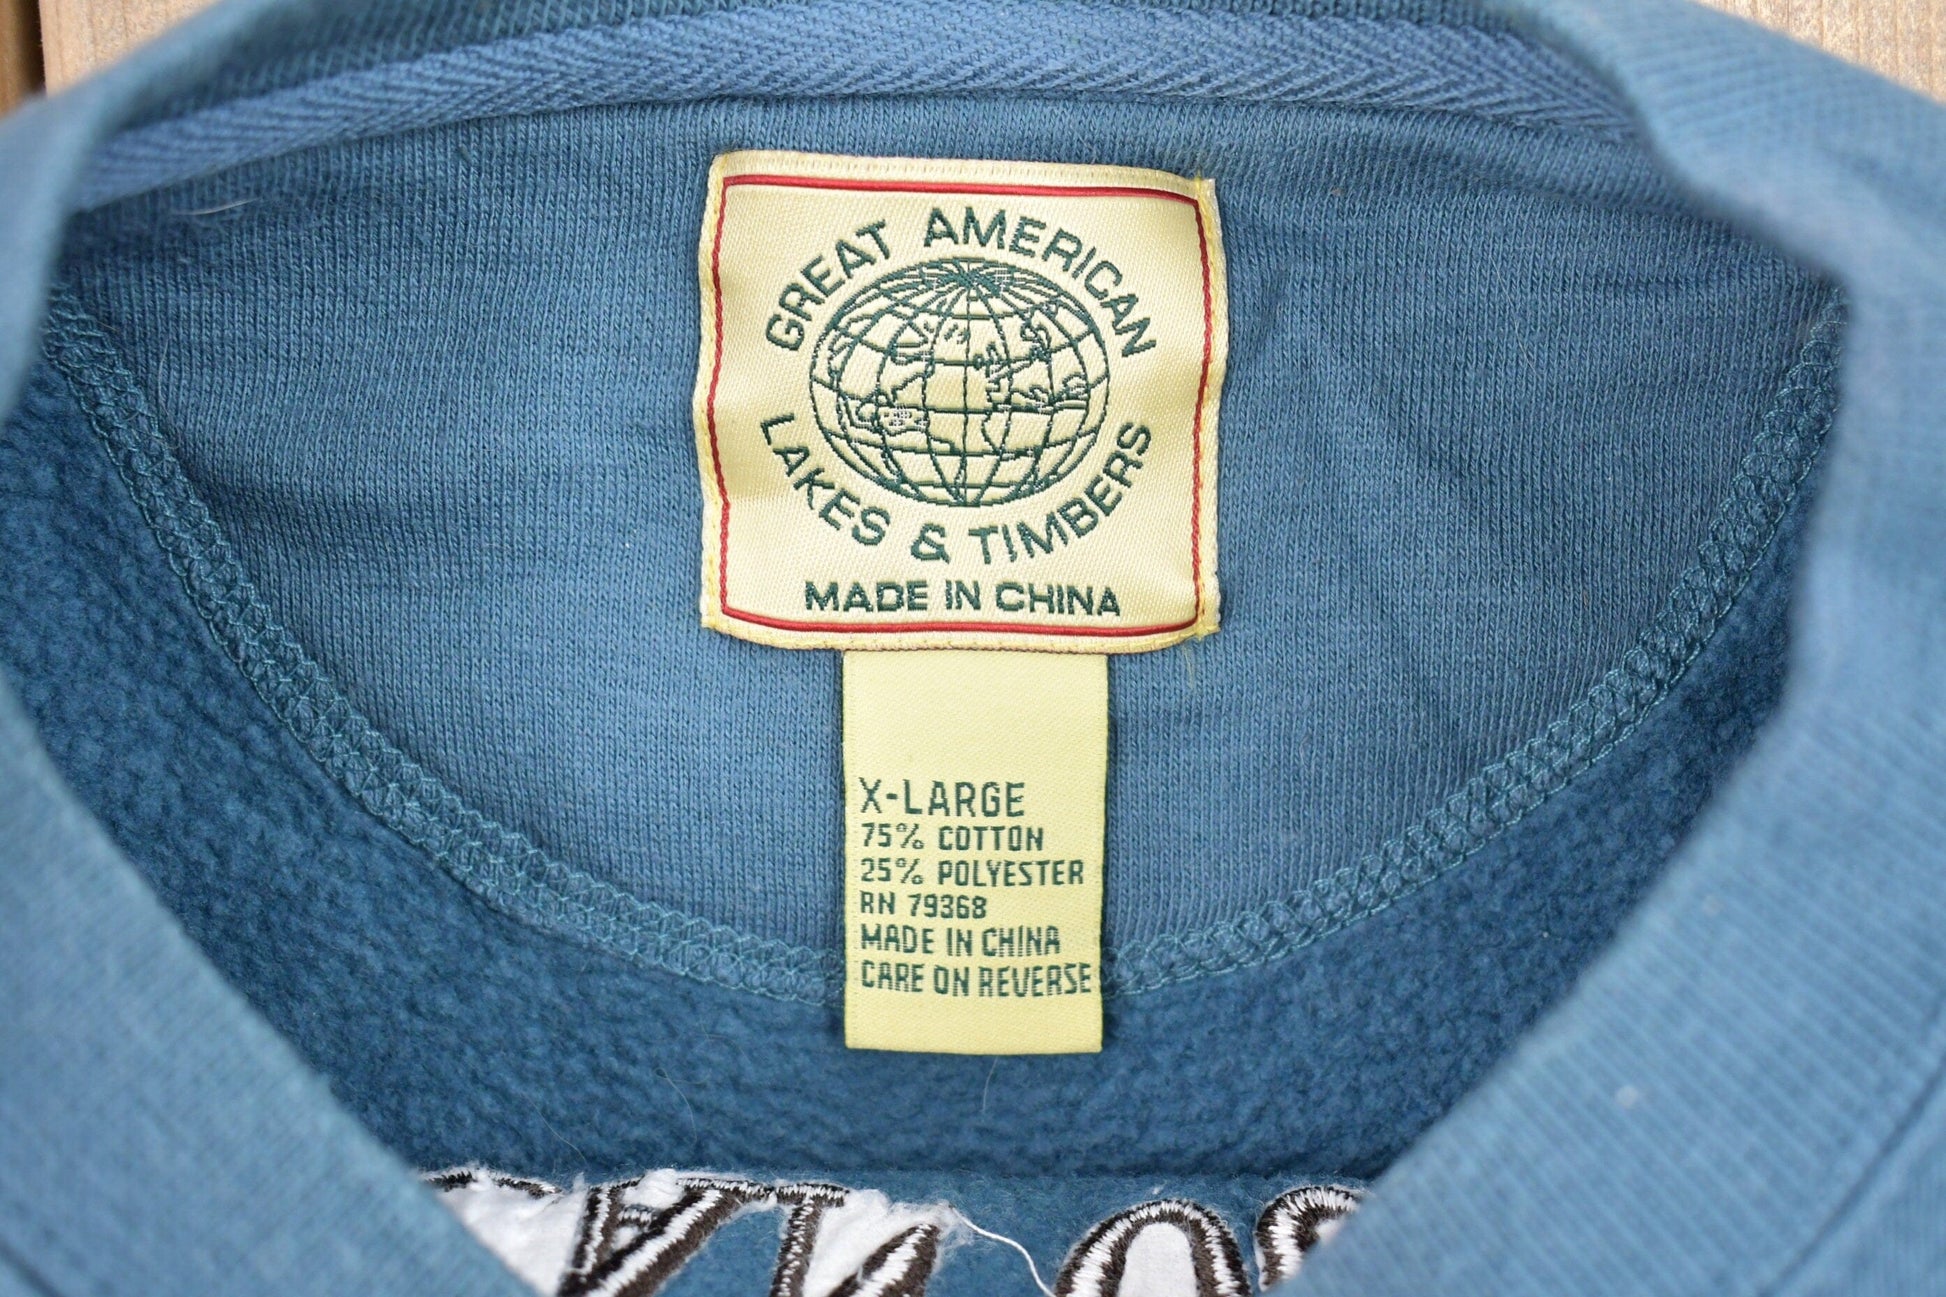 GREAT AMERICAN
LAKES & TIMBERS
MADE IN CHINA
X-LARGE
75% COTTON
25% POLYESTER
RN 79368
MADE IN CHINA
CARE ON REVERSE